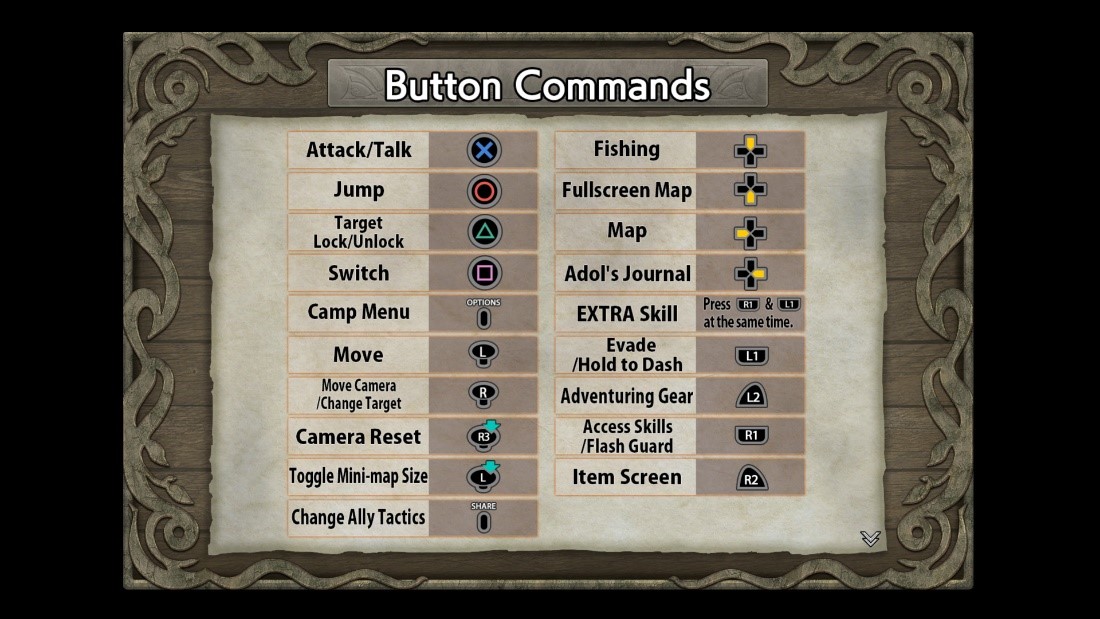 Button Commands
Attack/Talk
Jump
Target
Lock/Unlock
Switch
Camp Menu
OPTIONS
Move
L
Move Camera
/Change Target
R
Camera Reset
R3
Toggle Mini-map Size
L
Change Ally Tactics
SHARE
Fishing
Fullscreen Map
Map
Adol's Journal
EXTRA Skill
Press R1 & L1
at the same time.
Evade
/Hold to Dash
L1
Adventuring Gear
L2
Access Skills
/Flash Guard
R1
Item Screen
R2